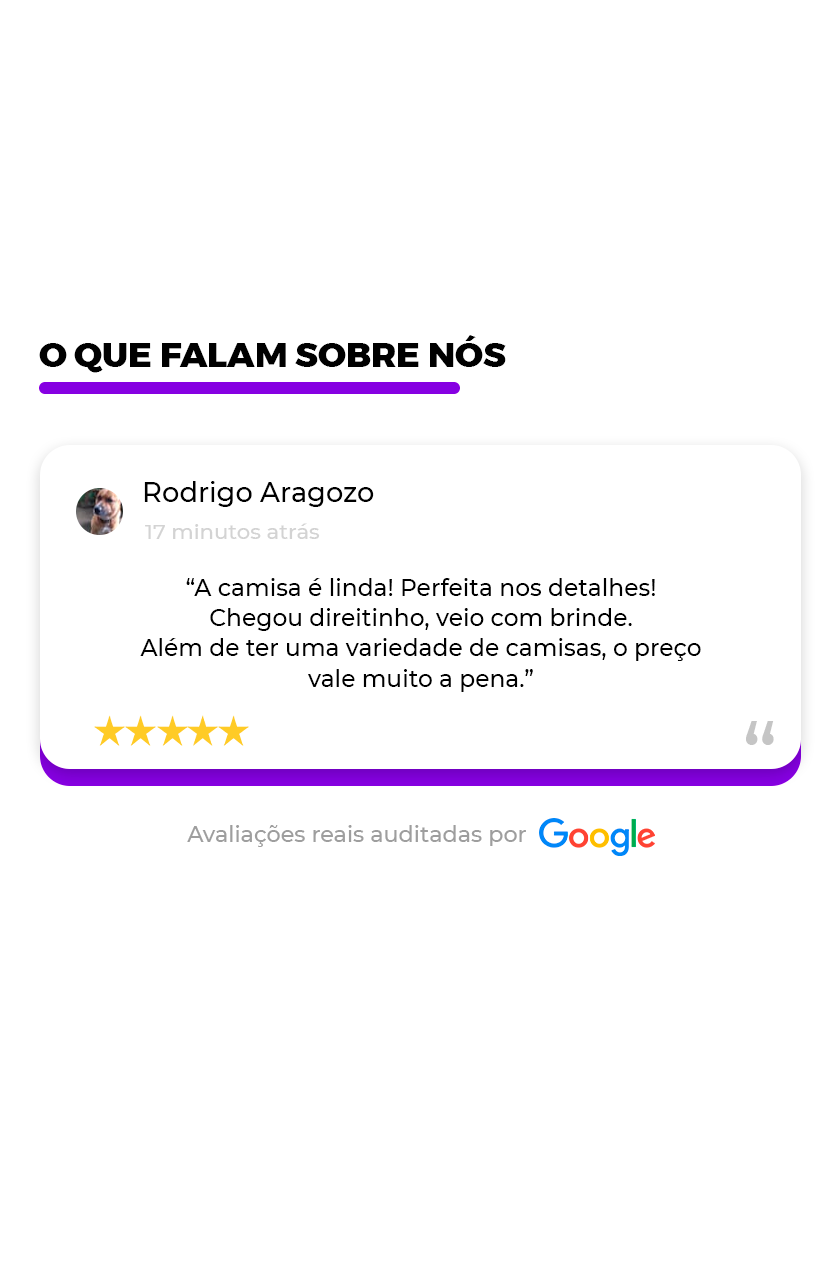 O QUE FALAM SOBRE NÓS
Rodrigo Aragozo
17 minutos atrás
“A camisa é linda! Perfeita nos detalhes!
Chegou direitinho, veio com brinde.
Além de ter uma variedade de camisas, o preço
vale muito a pena.”
“
Avaliações reais auditadas por Google